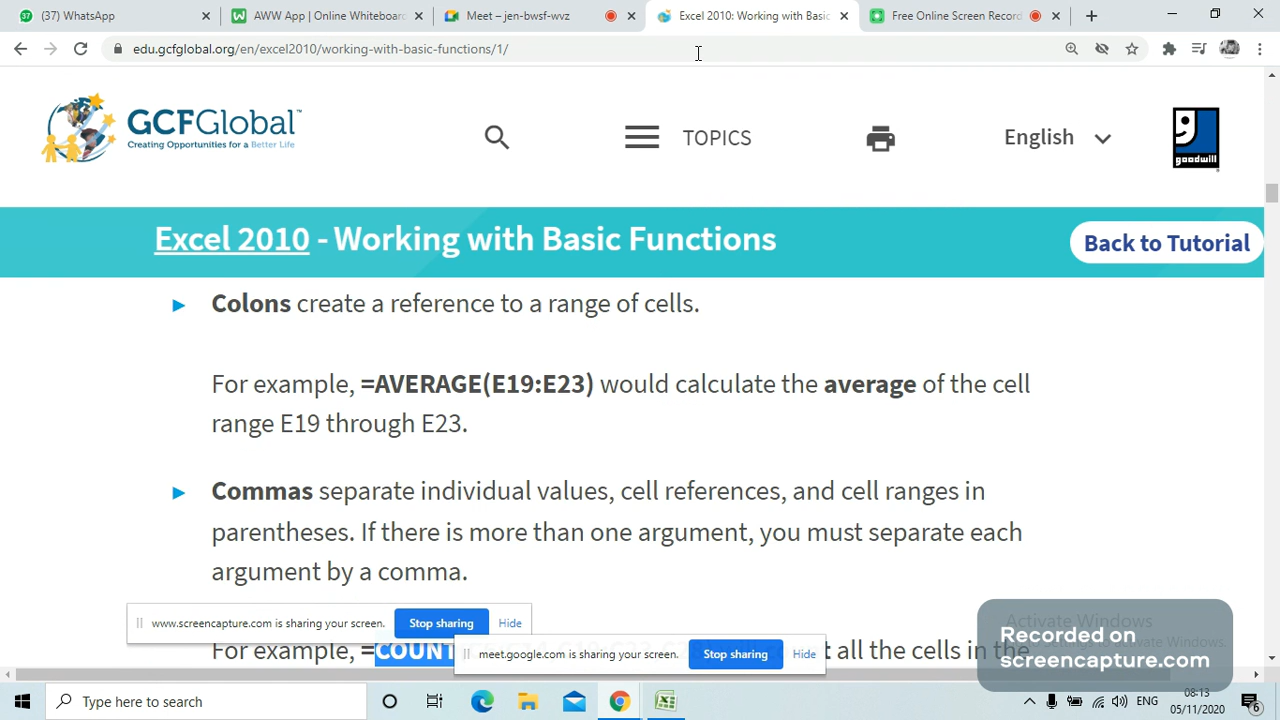 (37) WhatsApp
AWW App | Online Whiteboard
Meet – jen-bwsf-wvz
Excel 2010: Working with Basic
Free Online Screen Record
edu.gcfglobal.org/en/excel2010/working-with-basic-functions/1/
GCFGlobal™
Creating Opportunities for a Better Life
TOPICS
English
goodwill
Excel 2010 - Working with Basic Functions
Back to Tutorial
Colons create a reference to a range of cells.
For example, =AVERAGE(E19:E23) would calculate the average of the cell
range E19 through E23.
Commas separate individual values, cell references, and cell ranges in
parentheses. If there is more than one argument, you must separate each
argument by a comma.
www.screencapture.com is sharing your screen.
Stop sharing
Hide
For example, =COUNT
meet.google.com is sharing your screen.
Stop sharing
Hide
all the cells in the
Activate Windows
Recorded on
screencapture.com
Type here to search
ENG
08:13
05/11/2020
6